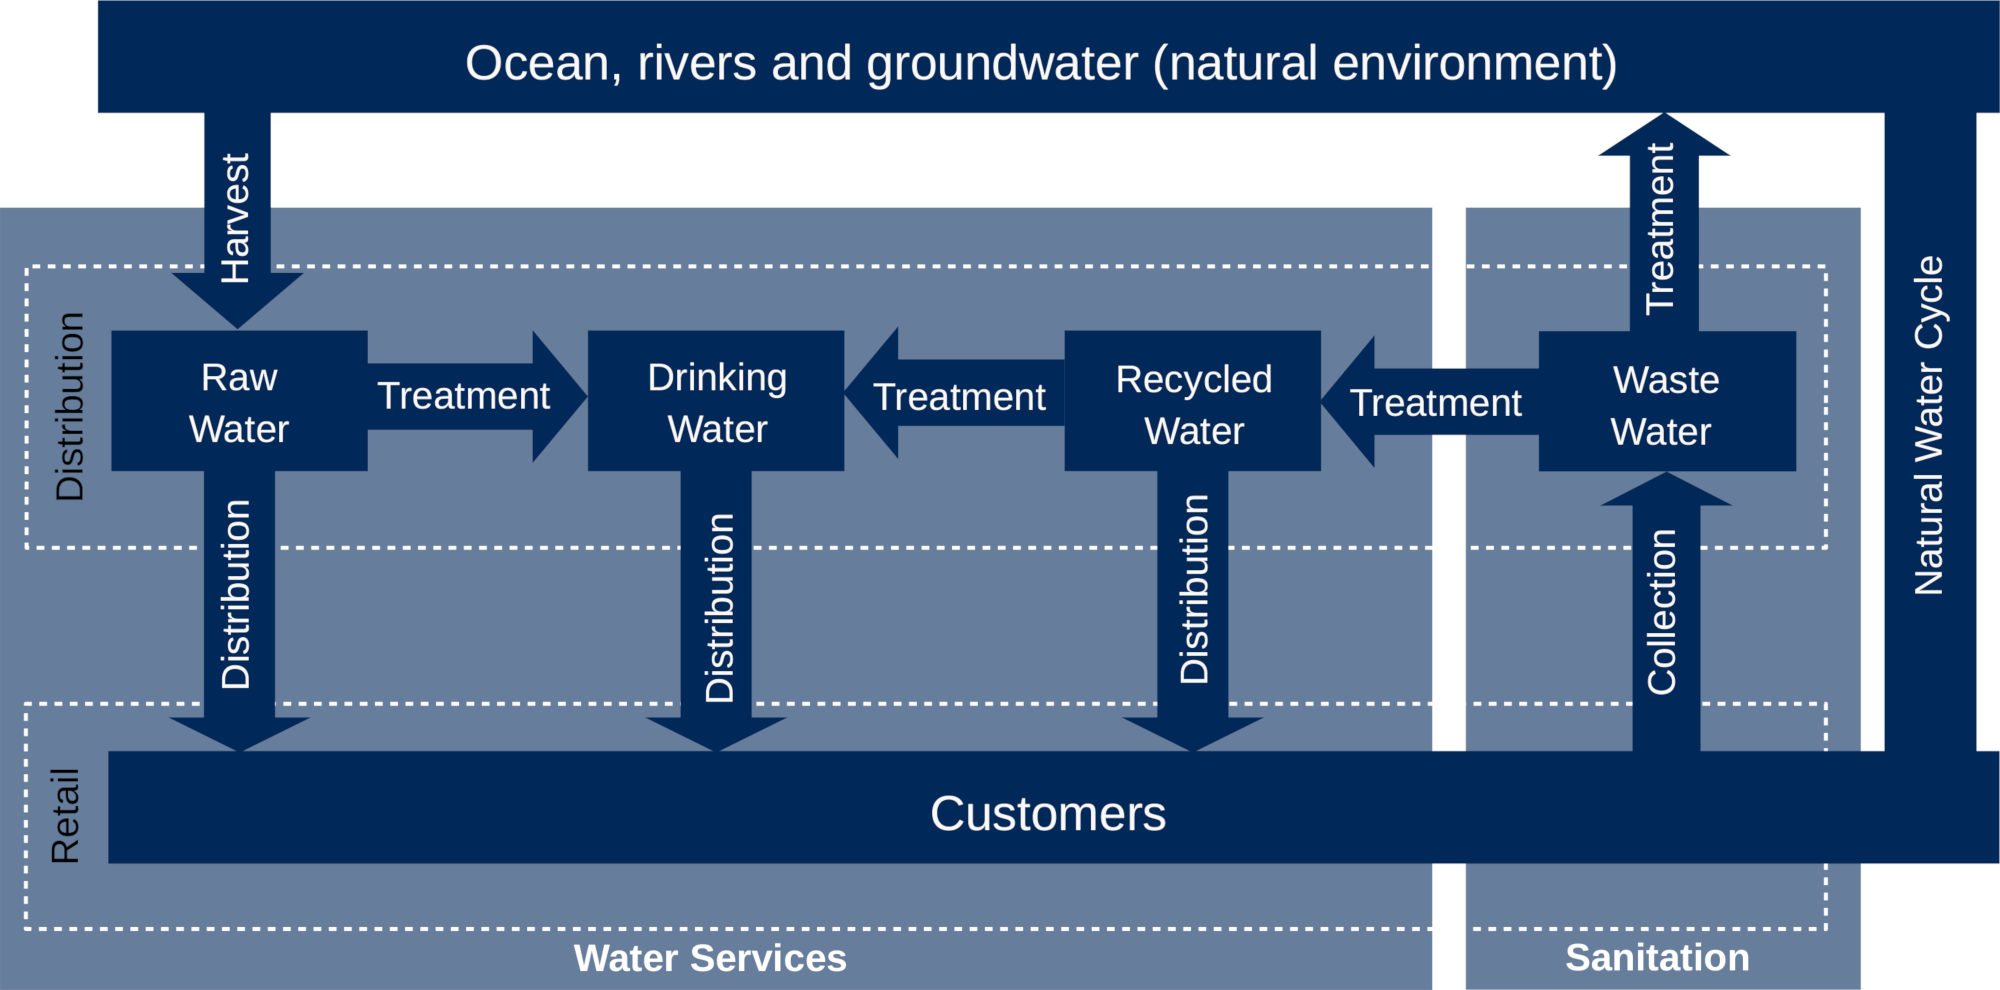 Ocean, rivers and groundwater (natural environment)
Harvest
Treatment
Natural Water Cycle
Distribution
Raw
Water
Treatment
Drinking
Water
Treatment
Recycled
Water
Treatment
Waste
Water
Distribution
Distribution
Distribution
Collection
Retail
Customers
Water Services
Sanitation